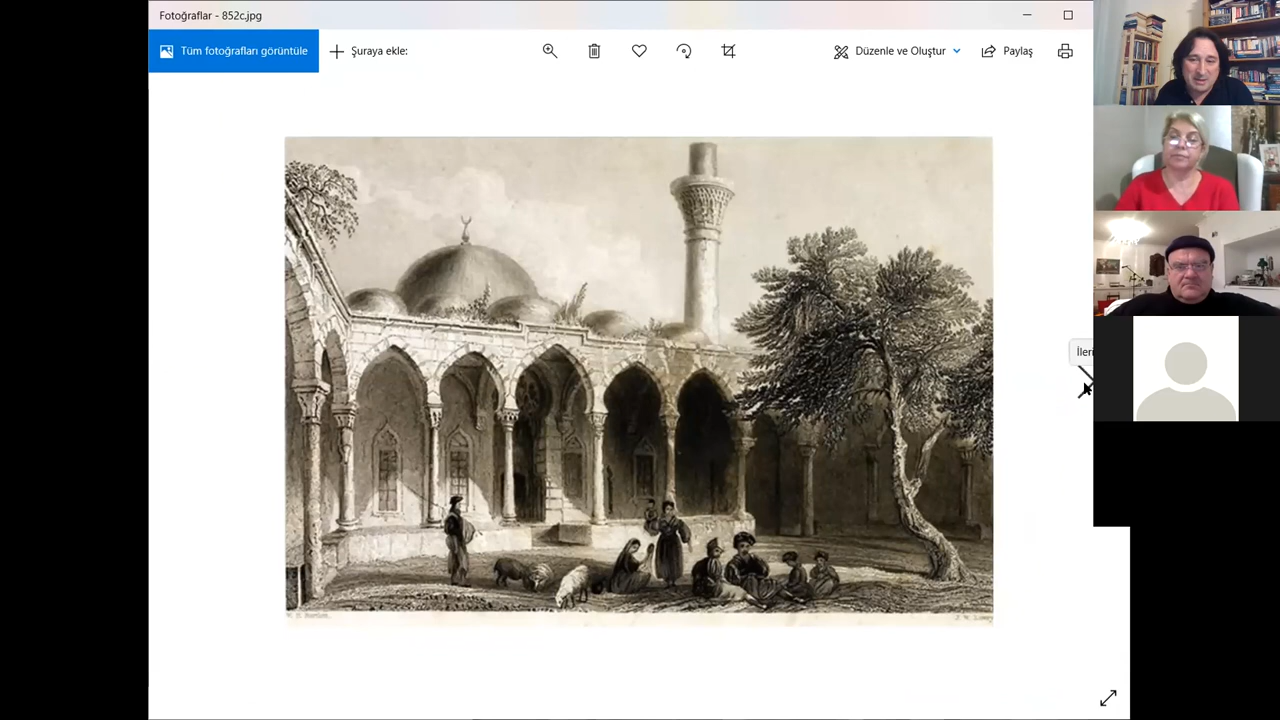 Fotoğraflar - 852c.jpg
Tüm fotoğrafları görüntüle
Şuraya ekle:
Düzenle ve Oluştur
Paylaş
İleri